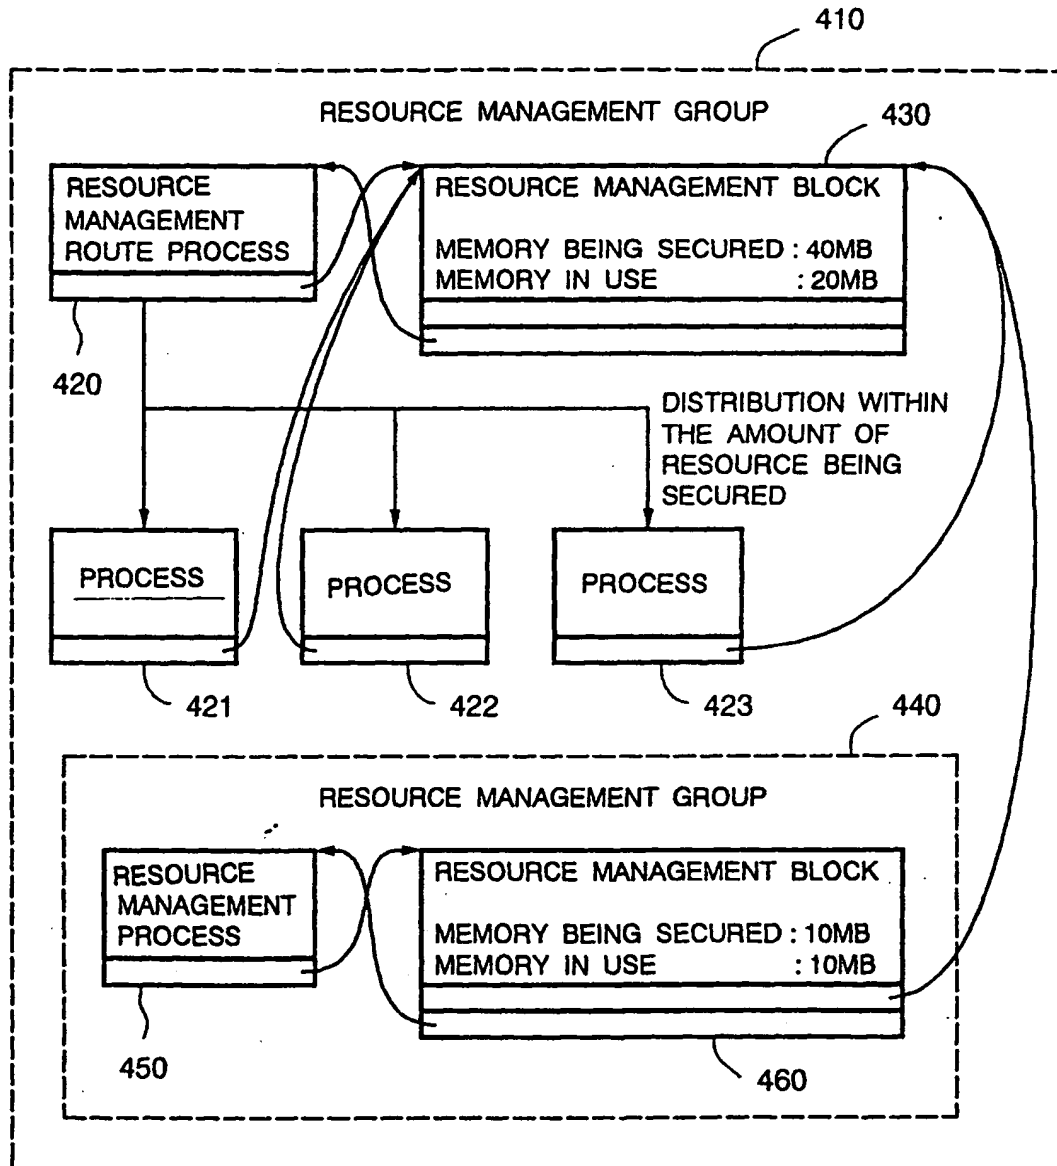 410
RESOURCE MANAGEMENT GROUP
430
RESOURCE
MANAGEMENT
ROUTE PROCESS
RESOURCE MANAGEMENT BLOCK
MEMORY BEING SECURED : 40MB
MEMORY IN USE : 20MB
420
DISTRIBUTION WITHIN
THE AMOUNT OF
RESOURCE BEING
SECURED
PROCESS
PROCESS
PROCESS
421
422
423
440
RESOURCE MANAGEMENT GROUP
RESOURCE
MANAGEMENT
PROCESS
RESOURCE MANAGEMENT BLOCK
MEMORY BEING SECURED : 10MB
MEMORY IN USE : 10MB
450
460